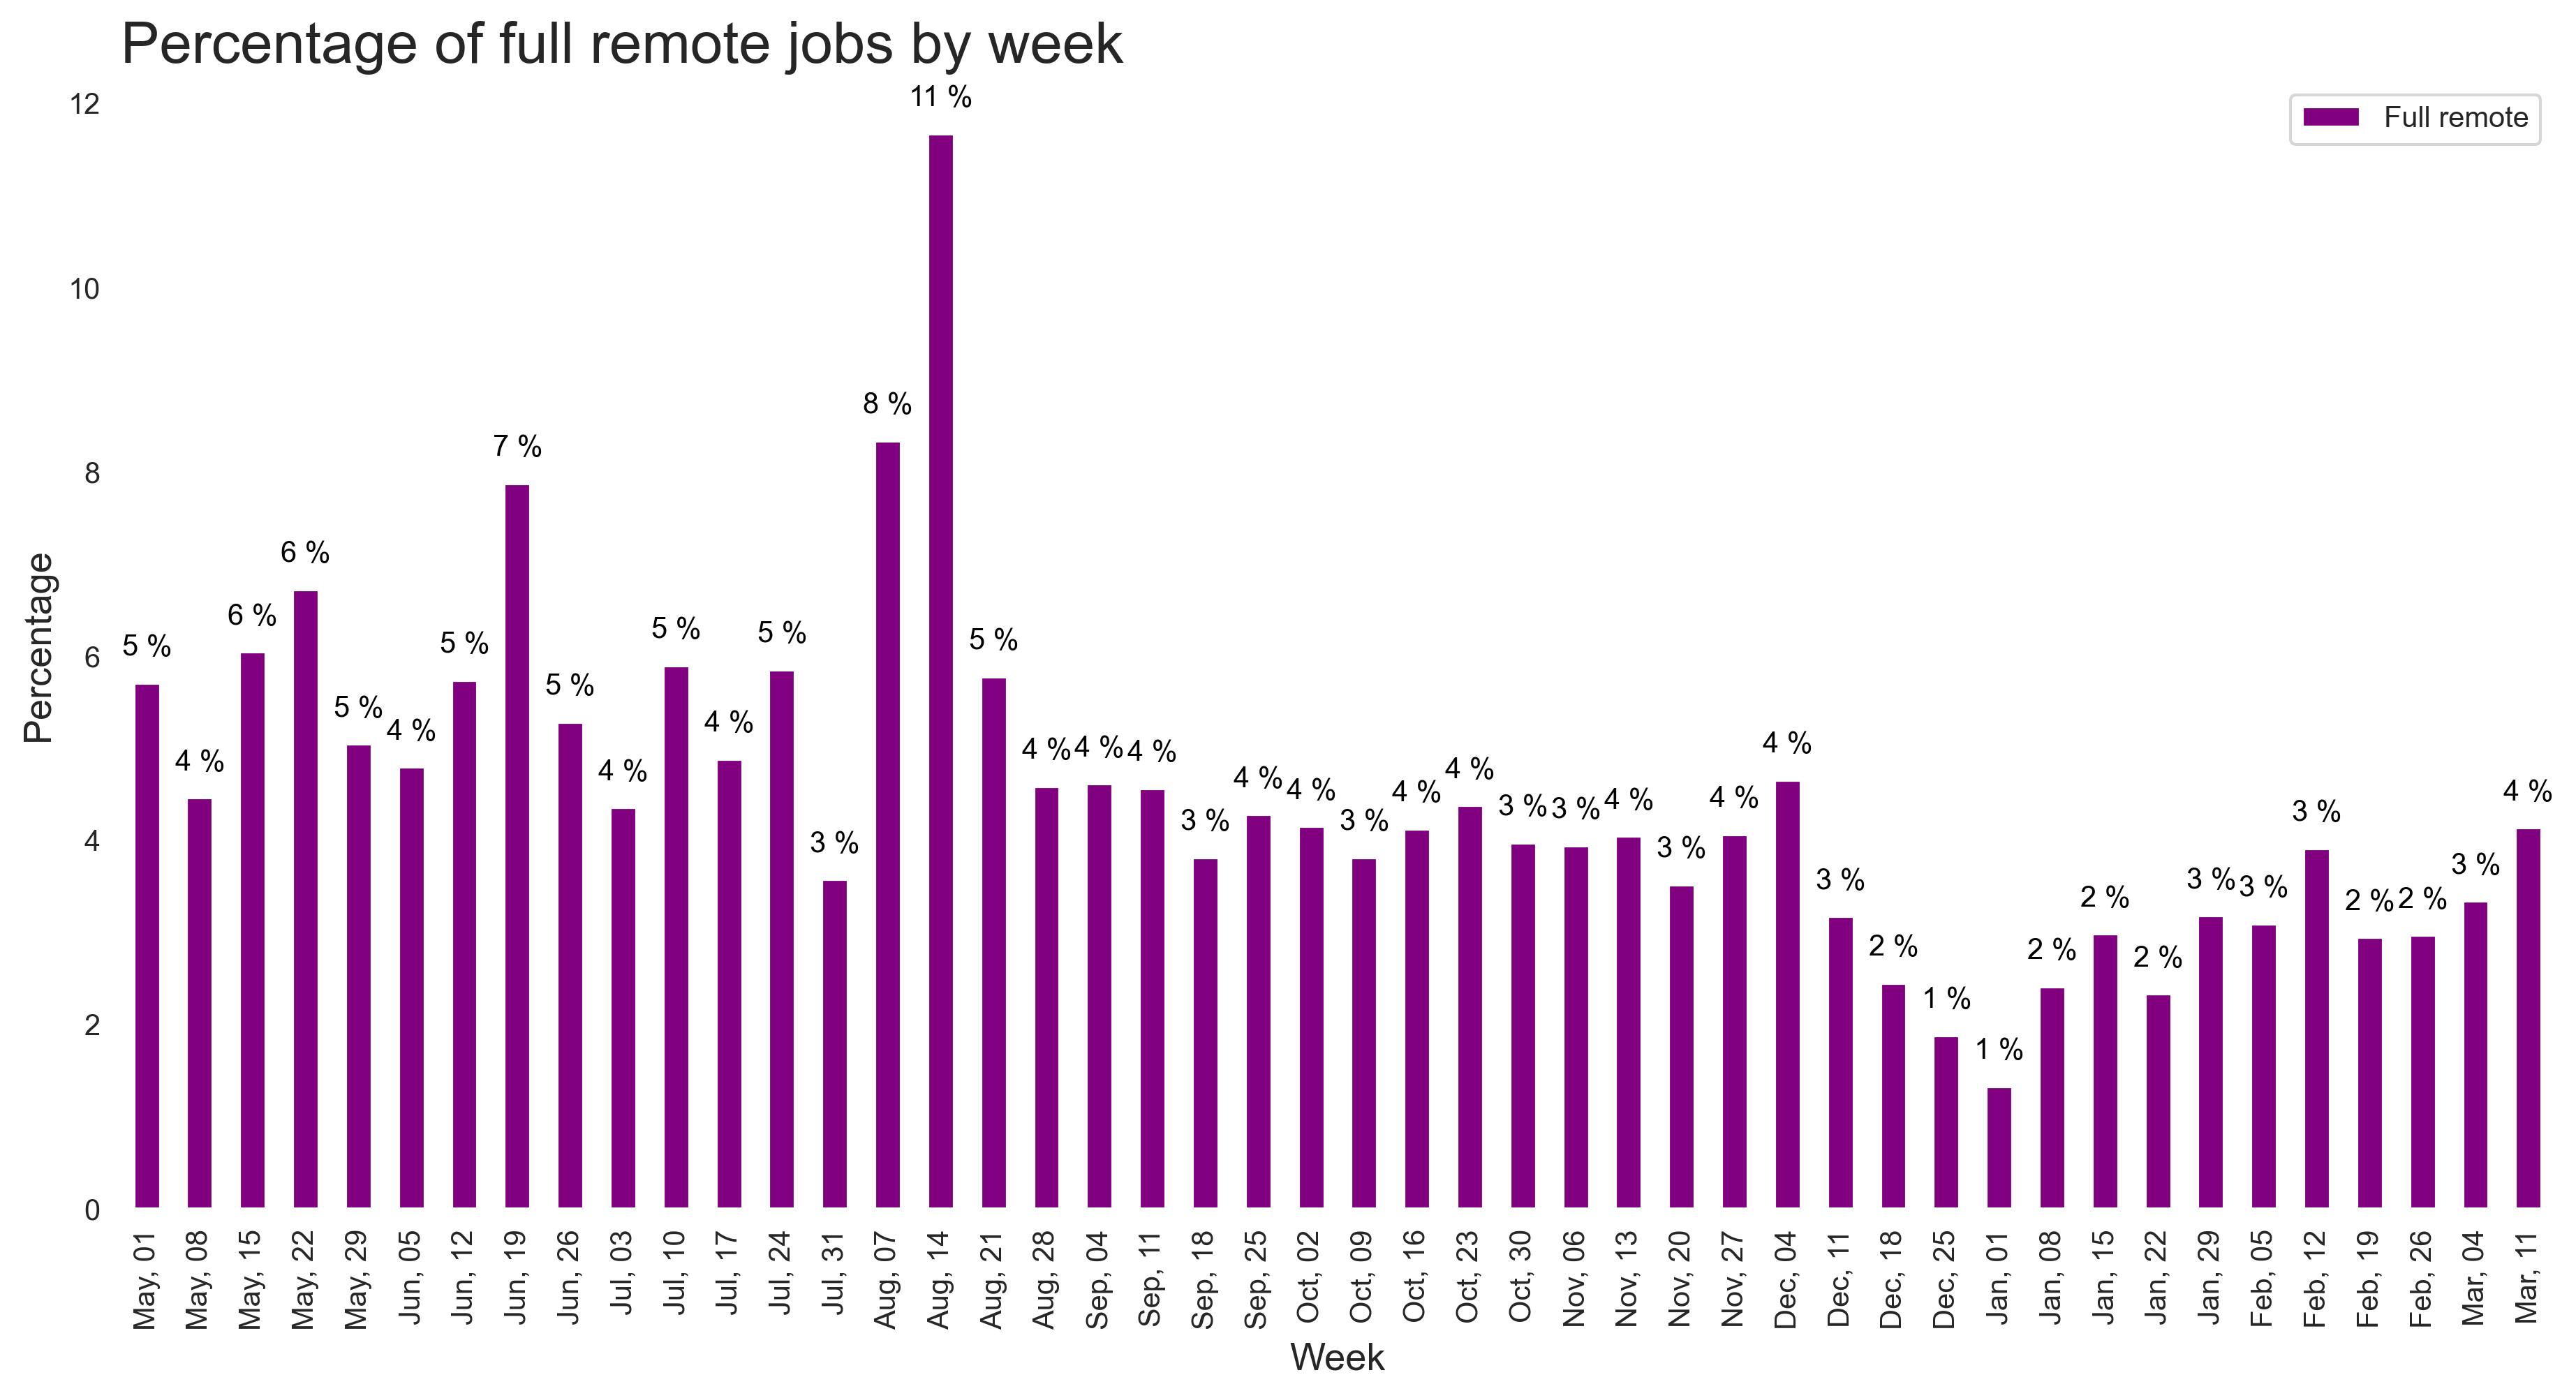 Percentage of full remote jobs by week
Full remote
Percentage
12
10
8
6
4
2
0
5 %
4 %
6 %
6 %
5 %
4 %
5 %
7 %
5 %
4 %
5 %
4 %
5 %
3 %
8 %
11 %
5 %
4 %
4 %
4 %
3 %
4 %
4 %
3 %
4 %
4 %
3 %
3 %
4 %
3 %
4 %
4 %
3 %
2 %
1 %
1 %
2 %
2 %
2 %
3 %
3 %
3 %
2 %
2 %
3 %
4 %
May, 01
May, 08
May, 15
May, 22
May, 29
Jun, 05
Jun, 12
Jun, 19
Jun, 26
Jul, 03
Jul, 10
Jul, 17
Jul, 24
Jul, 31
Aug, 07
Aug, 14
Aug, 21
Aug, 28
Sep, 04
Sep, 11
Sep, 18
Sep, 25
Oct, 02
Oct, 09
Oct, 16
Oct, 23
Oct, 30
Nov, 06
Nov, 13
Nov, 20
Nov, 27
Dec, 04
Dec, 11
Dec, 18
Dec, 25
Jan, 01
Jan, 08
Jan, 15
Jan, 22
Jan, 29
Feb, 05
Feb, 12
Feb, 19
Feb, 26
Mar, 04
Mar, 11
Week